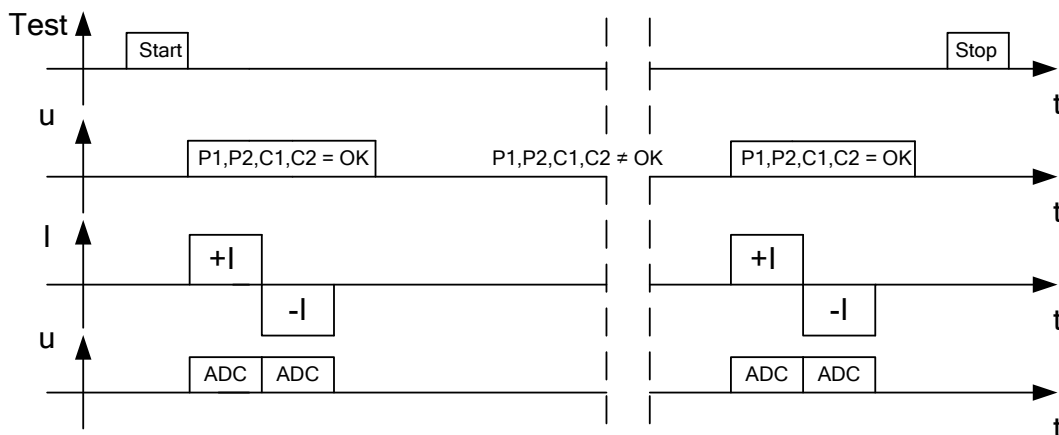 Test
Start
Stop
t
u
P1,P2,C1,C2 = OK
P1,P2,C1,C2 ≠ OK
P1,P2,C1,C2 = OK
t
I
+I
-I
+I
-I
t
u
ADC
ADC
ADC
ADC
t